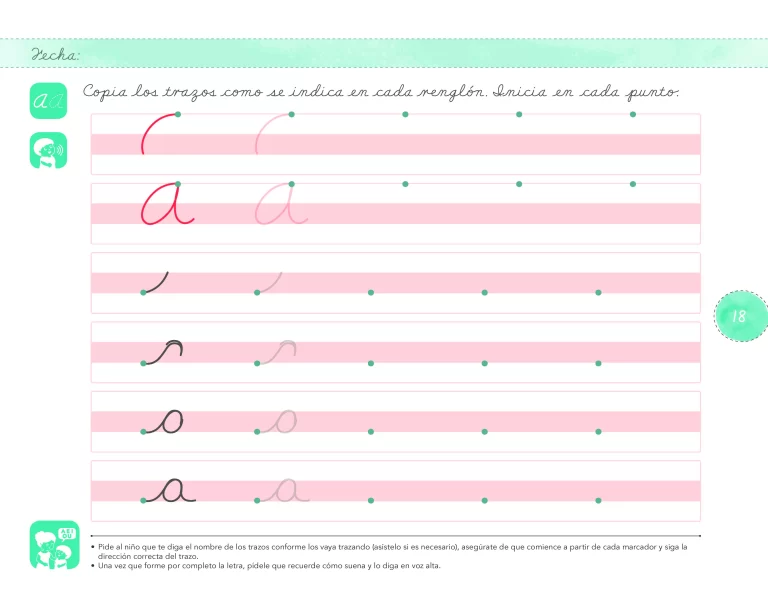 Fecha:
a a
Copia los trazos como se indica en cada renglón. Inicia en cada punto.
a a
18
a a
A E I
O U
• Pide al niño que te diga el nombre de los trazos conforme los vaya trazando (asístelo si es necesario), asegúrate de que comience a partir de cada marcador y siga la
dirección correcta del trazo.
• Una vez que forme por completo la letra, pídele que recuerde cómo suena y lo diga en voz alta.